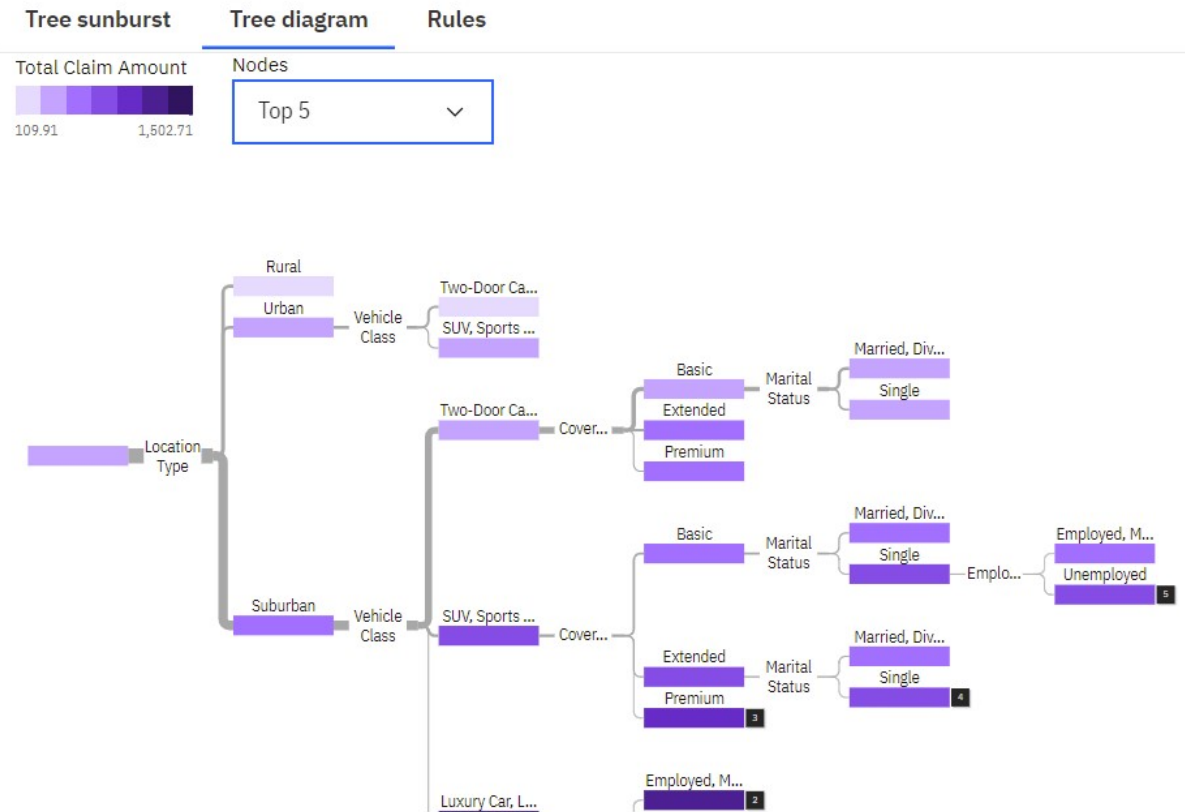 Tree sunburst
Tree diagram
Rules
Total Claim Amount
109.91
1,502.71
Nodes
Top 5
Rural
Urban
Vehicle
Class
Two-Door Ca...
SUV, Sports ...
Location
Type
Suburban
Vehicle
Class
Two-Door Ca...
Cover...
Basic
Extended
Premium
Marital
Status
Married, Div...
Single
SUV, Sports ...
Cover...
Basic
Marital
Status
Married, Div...
Single
Emplo...
Employed, M...
Unemployed
5
Extended
Marital
Status
Married, Div...
Single
4
Premium
3
Luxury Car, L...
Employed, M...
2